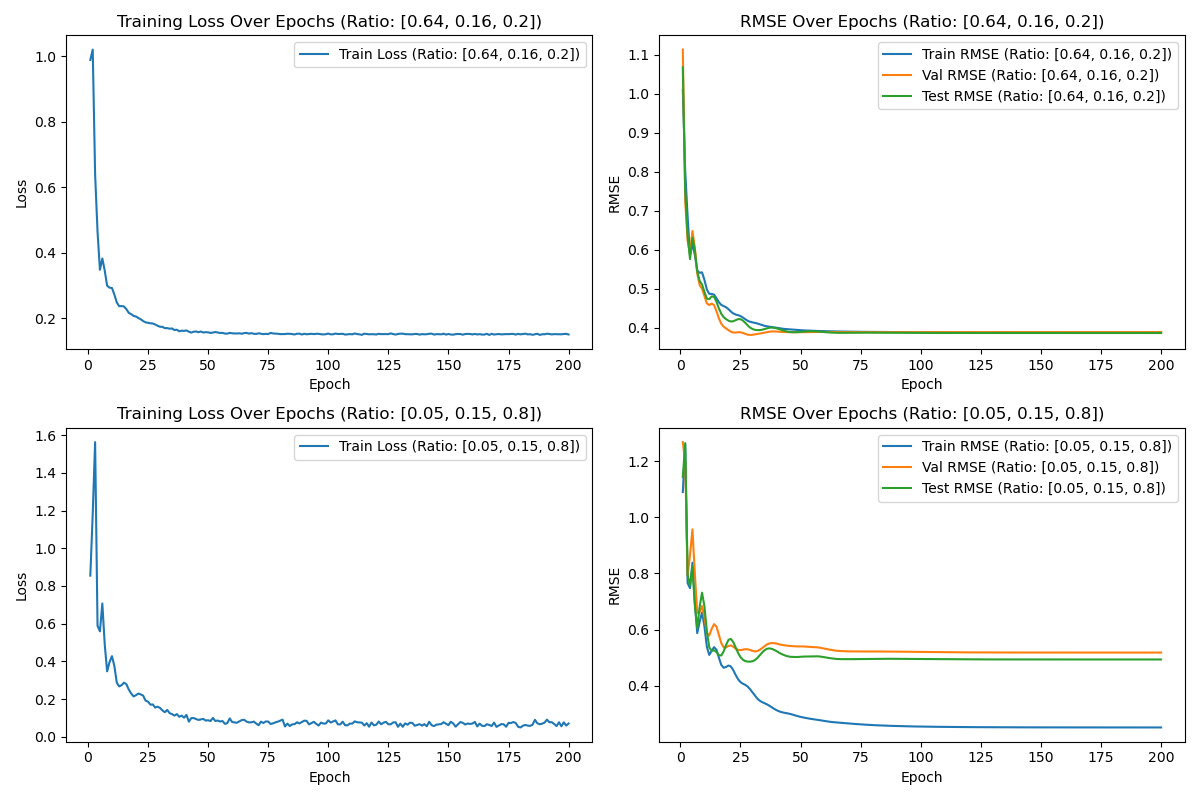 Training Loss Over Epochs (Ratio: [0.64, 0.16, 0.2])
Train Loss (Ratio: [0.64, 0.16, 0.2])
1.0
0.8
0.6
0.4
0.2
Loss
0 25 50 75 100 125 150 175 200
Epoch
RMSE Over Epochs (Ratio: [0.64, 0.16, 0.2])
Train RMSE (Ratio: [0.64, 0.16, 0.2])
Val RMSE (Ratio: [0.64, 0.16, 0.2])
Test RMSE (Ratio: [0.64, 0.16, 0.2])
1.1
1.0
0.9
0.8
0.7
0.6
0.5
0.4
RMSE
0 25 50 75 100 125 150 175 200
Epoch
Training Loss Over Epochs (Ratio: [0.05, 0.15, 0.8])
Train Loss (Ratio: [0.05, 0.15, 0.8])
1.6
1.4
1.2
1.0
0.8
0.6
0.4
0.2
0.0
Loss
0 25 50 75 100 125 150 175 200
Epoch
RMSE Over Epochs (Ratio: [0.05, 0.15, 0.8])
Train RMSE (Ratio: [0.05, 0.15, 0.8])
Val RMSE (Ratio: [0.05, 0.15, 0.8])
Test RMSE (Ratio: [0.05, 0.15, 0.8])
1.2
1.0
0.8
0.6
0.4
RMSE
0 25 50 75 100 125 150 175 200
Epoch